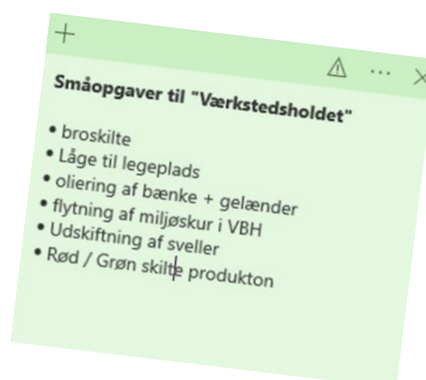 Småopgaver til "Værkstedsholdet"
• broskilte
• Låge til legeplads
• oliering af bænke + gelænder
• flytning af miljøskur i VBH
• Udskiftning af sveller
• Rød / Grøn skilte produkton